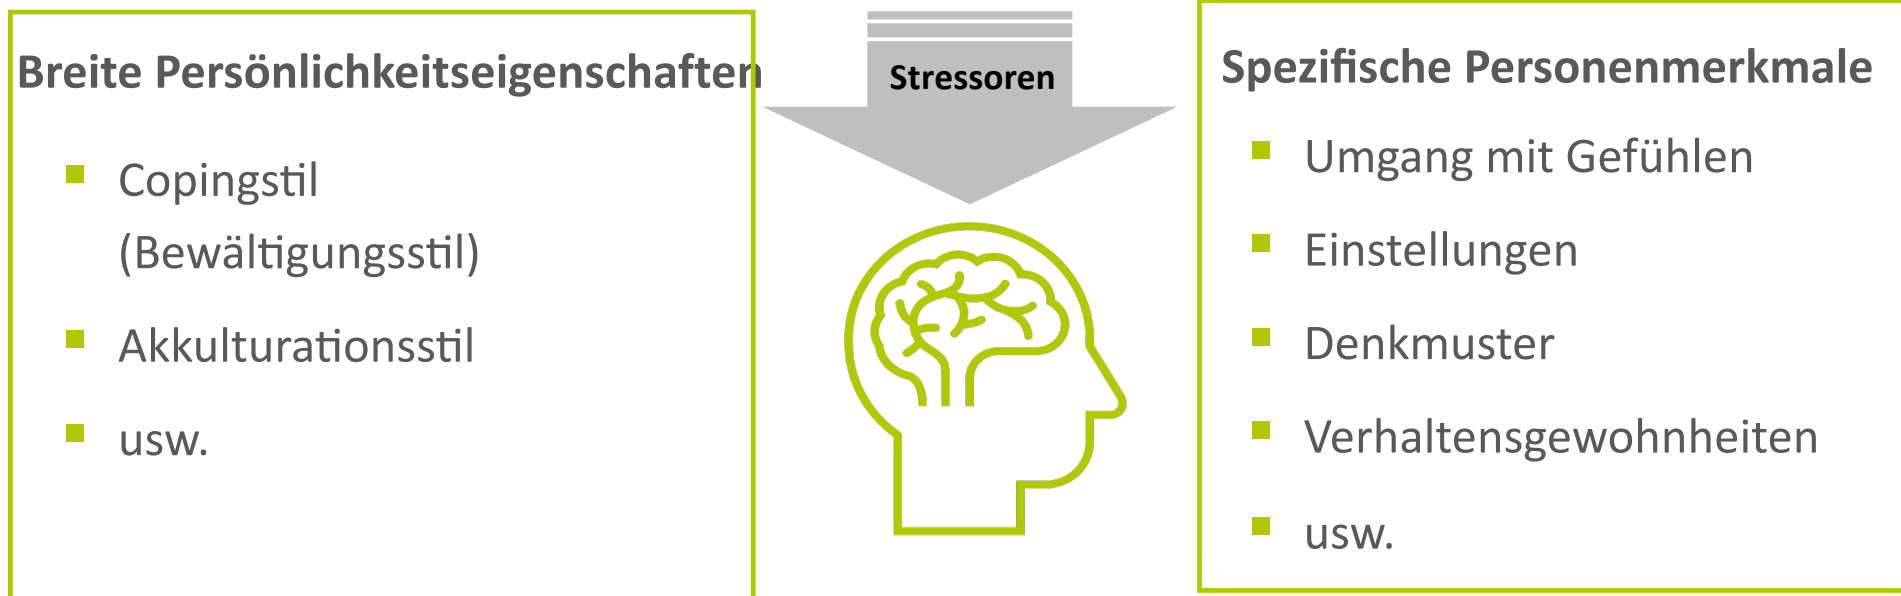 Breite Persönlichkeitseigenschaften
Copingstil
(Bewältigungsstil)
Akkulturationsstil
usw.
Stressoren
Spezifische Personenmerkmale
Umgang mit Gefühlen
Einstellungen
Denkmuster
Verhaltensgewohnheiten
usw.